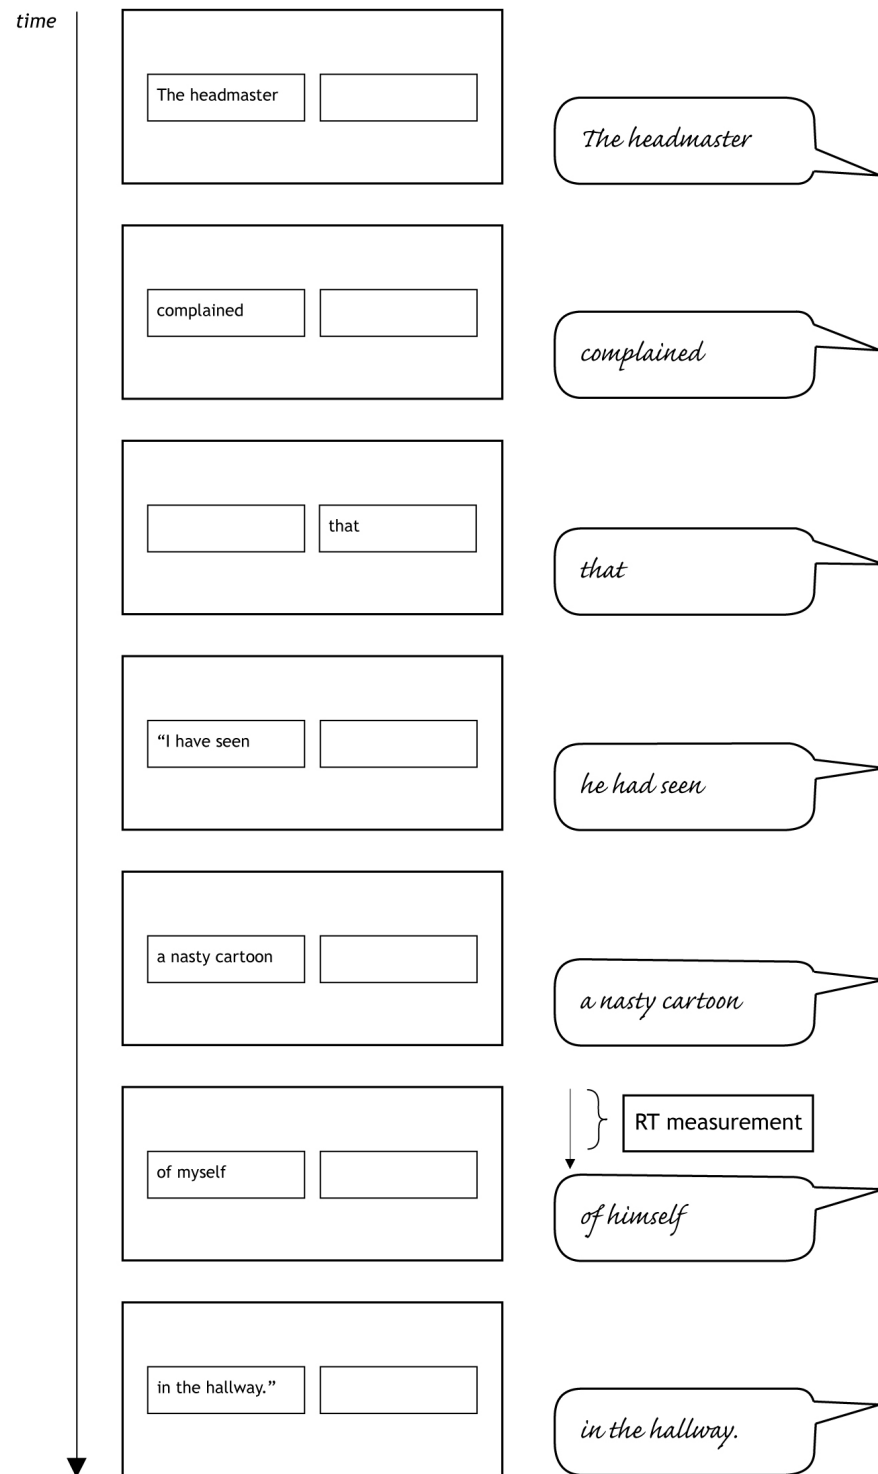 time
The headmaster
The headmaster
complained
complained
that
that
“I have seen
he had seen
a nasty cartoon
a nasty cartoon
RT measurement
of myself
of himself
in the hallway.”
in the hallway.